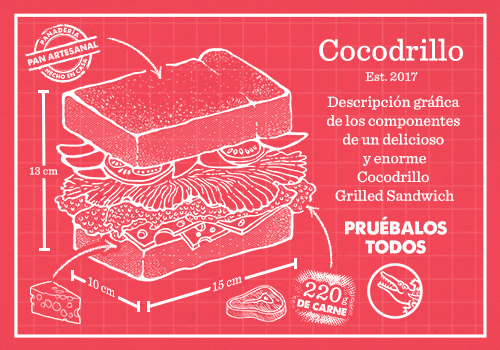 PANADERÍA
PAN ARTESANAL
HECHO EN CASA
Cocodrillo
Est. 2017
Descripción gráfica
de los componentes
de un delicioso
y enorme
Cocodrillo
Grilled Sandwich
PRUÉBALOS
TODOS
13 cm
10 cm
15 cm
220g
DE CARNE